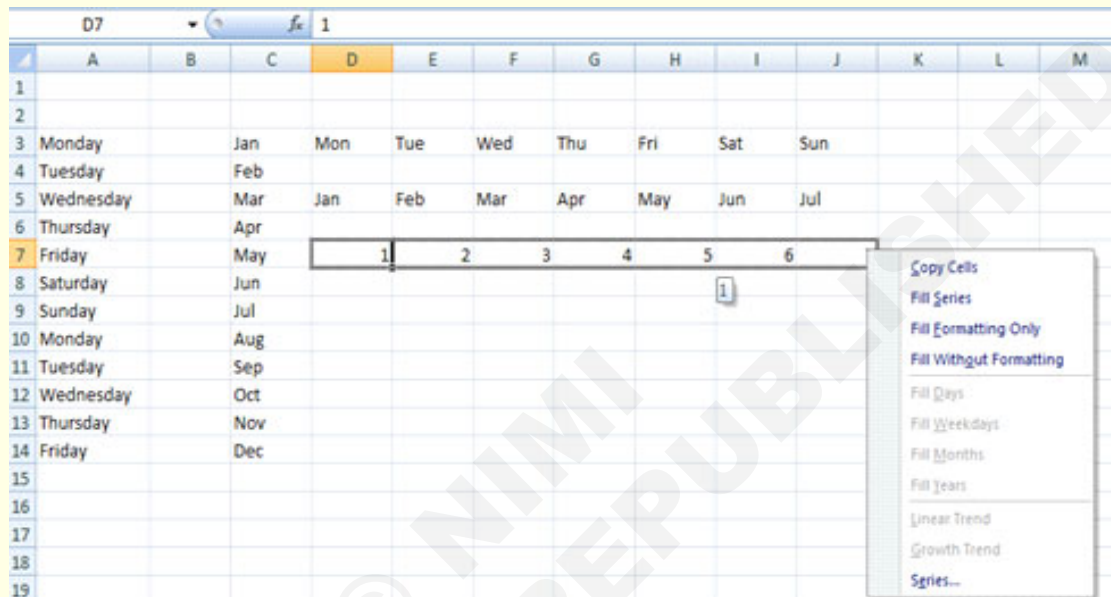 D7 fx 1
A B C D E F G H I J K L M
1
2
3 Monday Jan Mon Tue Wed Thu Fri Sat Sun
4 Tuesday Feb
5 Wednesday Mar Jan Feb Mar Apr May Jun Jul
6 Thursday Apr
7 Friday May 1 2 3 4 5 6
8 Saturday Jun 1
9 Sunday Jul
10 Monday Aug
11 Tuesday Sep
12 Wednesday Oct
13 Thursday Nov
14 Friday Dec
15
16
17
18
19
Copy Cells
Fill Series
Fill Formatting Only
Fill Without Formatting
Fill Days
Fill Weekdays
Fill Months
Fill Years
Linear Trend
Growth Trend
Series...
© NIMI
REPUBLISHED